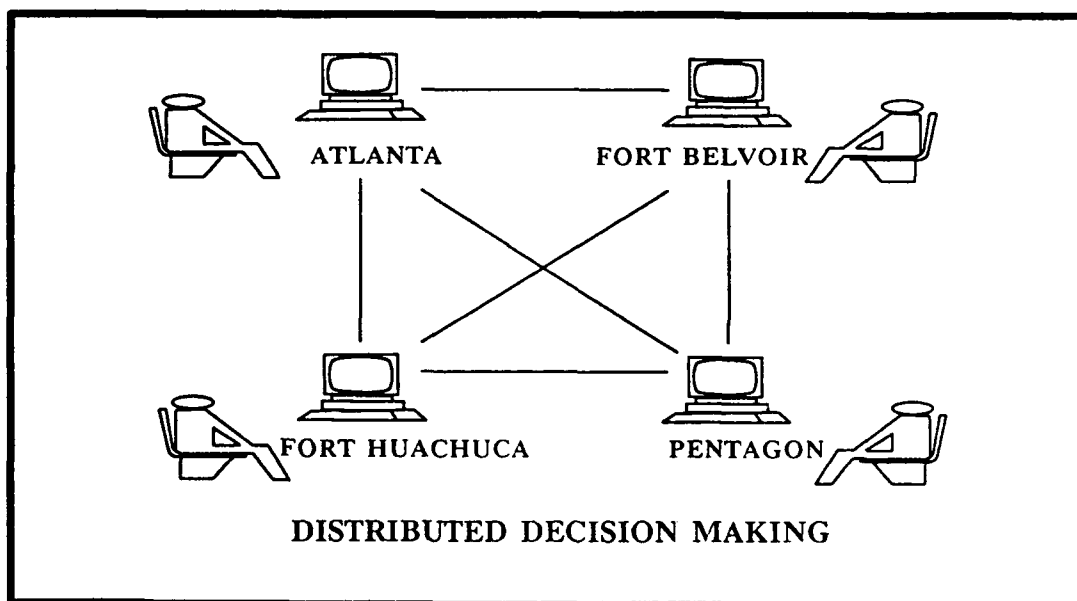 ATLANTA
FORT BELVOIR
FORT HUACHUCA
PENTAGON
DISTRIBUTED DECISION MAKING